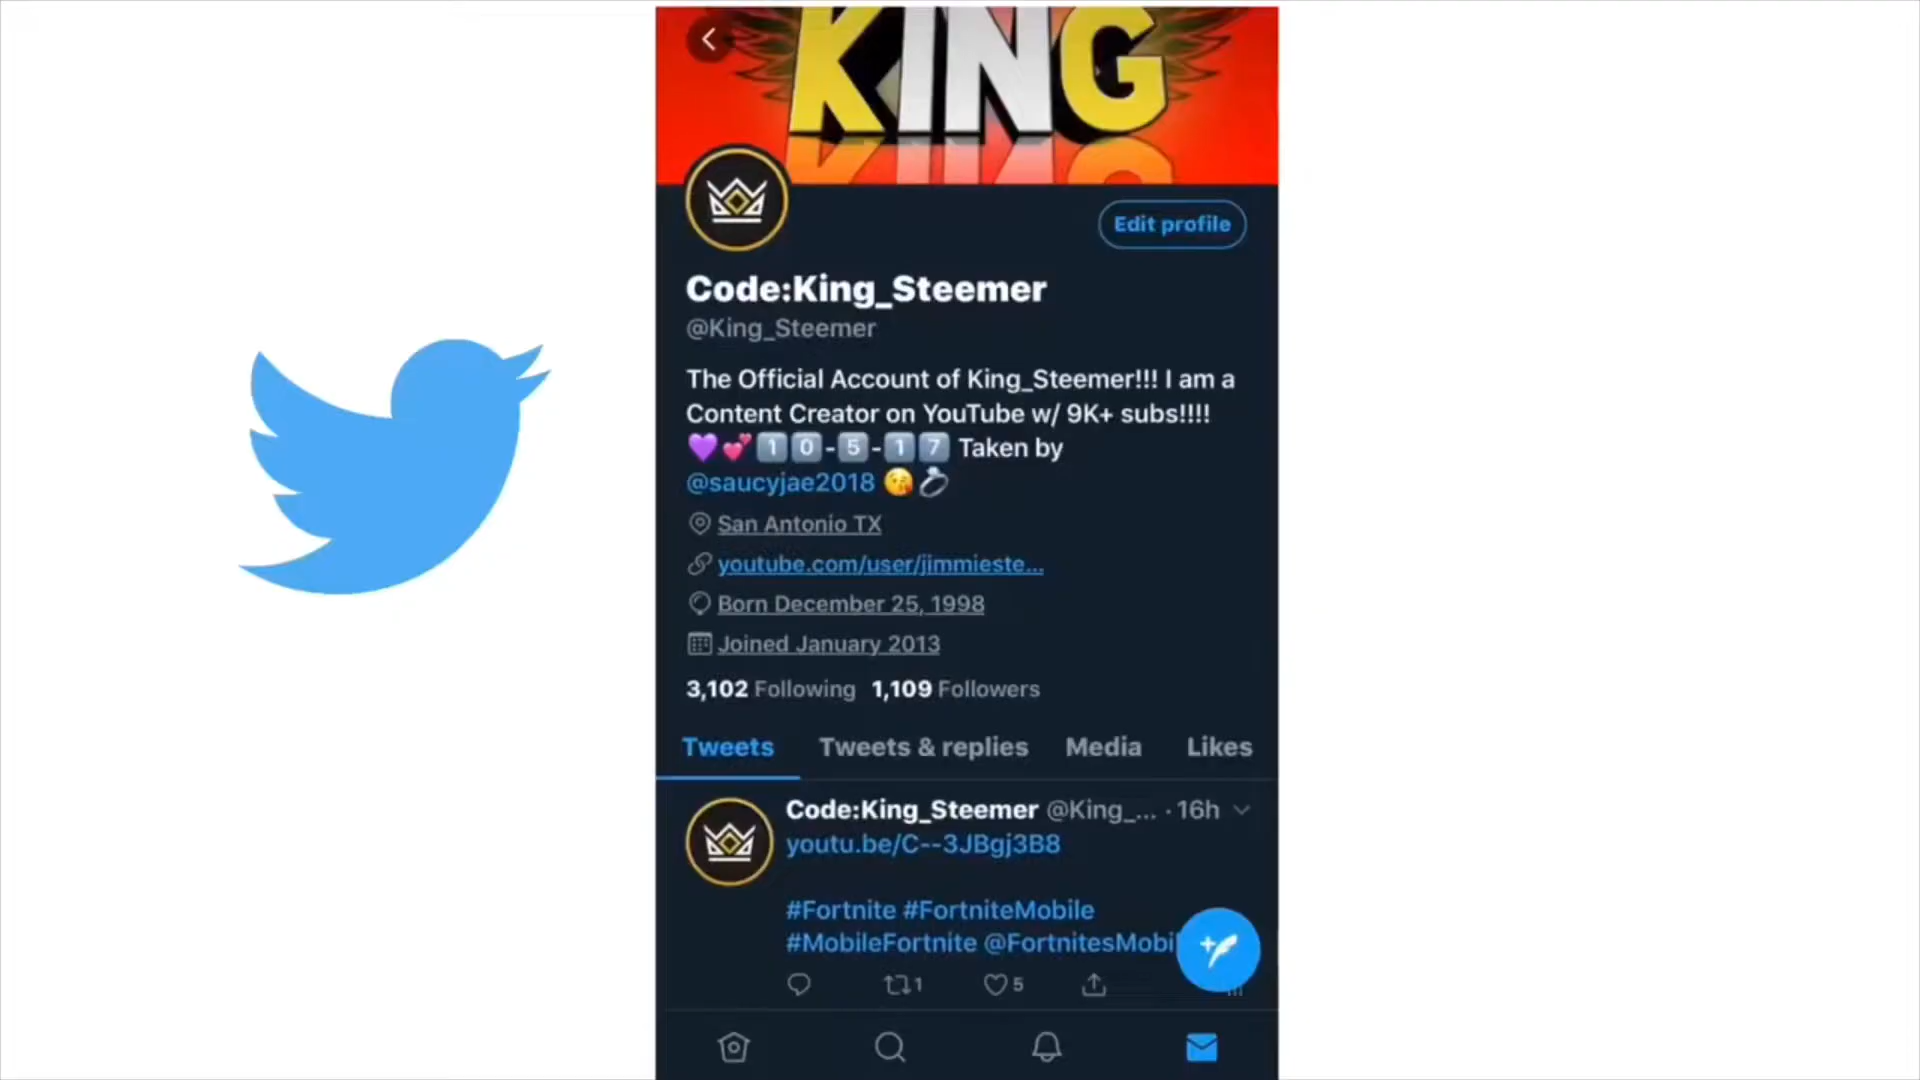 KING
Edit profile
Code:King_Steemer
@King_Steemer
The Official Account of King_Steemer!!! I am a
Content Creator on YouTube w/ 9K+ subs!!!!
💜💕1️⃣0️⃣-5️⃣-1️⃣7️⃣ Taken by
@saucyjae2018 😘💍
San Antonio TX
youtube.com/user/jimmieste...
Born December 25, 1998
Joined January 2013
3,102 Following 1,109 Followers
Tweets Tweets & replies Media Likes
Code:King_Steemer @King_... · 16h
youtu.be/C--3JBgj3B8
#Fortnite #FortniteMobile
#MobileFortnite @FortnitesMobil
1 5